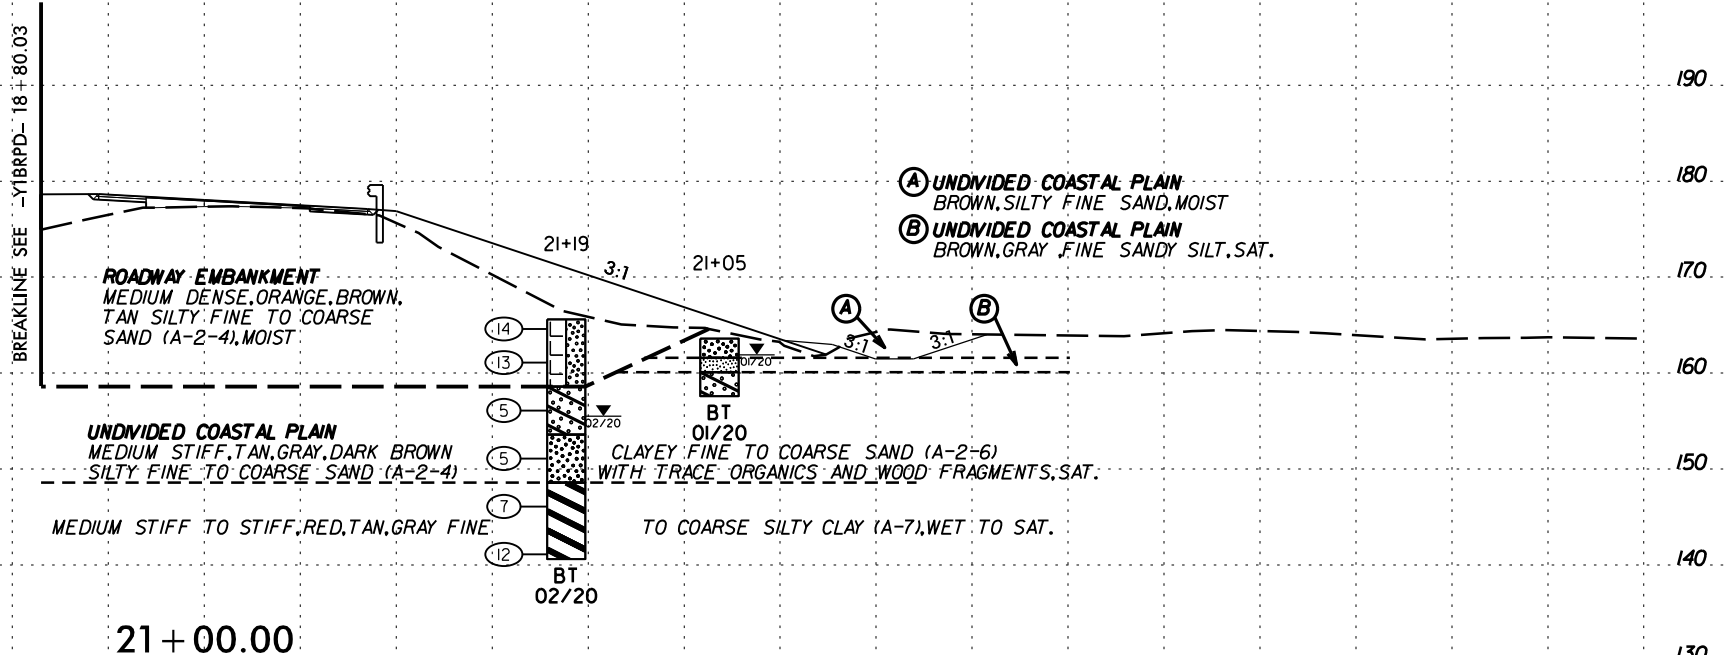 BREAKLINE SEE -Y1BRPD- 18+80.03
190
180
170
160
150
140
130
Ⓐ UNDIVIDED COASTAL PLAIN
BROWN, SILTY FINE SAND, MOIST
Ⓑ UNDIVIDED COASTAL PLAIN
BROWN, GRAY ,FINE SANDY SILT, SAT.
21+19
3:1
21+05
ROADWAY EMBANKMENT
MEDIUM DENSE, ORANGE, BROWN,
TAN SILTY FINE TO COARSE
SAND (A-2-4), MOIST
A
B
3:1
3:1
14
13
5
5
7
12
01/20
02/20
BT
01/20
UNDIVIDED COASTAL PLAIN
MEDIUM STIFF, TAN, GRAY, DARK BROWN
SILTY FINE TO COARSE SAND (A-2-4)
CLAYEY FINE TO COARSE SAND (A-2-6)
WITH TRACE ORGANICS AND WOOD FRAGMENTS, SAT.
MEDIUM STIFF TO STIFF, RED, TAN, GRAY FINE
TO COARSE SILTY CLAY (A-7), WET TO SAT.
BT
02/20
21+00.00